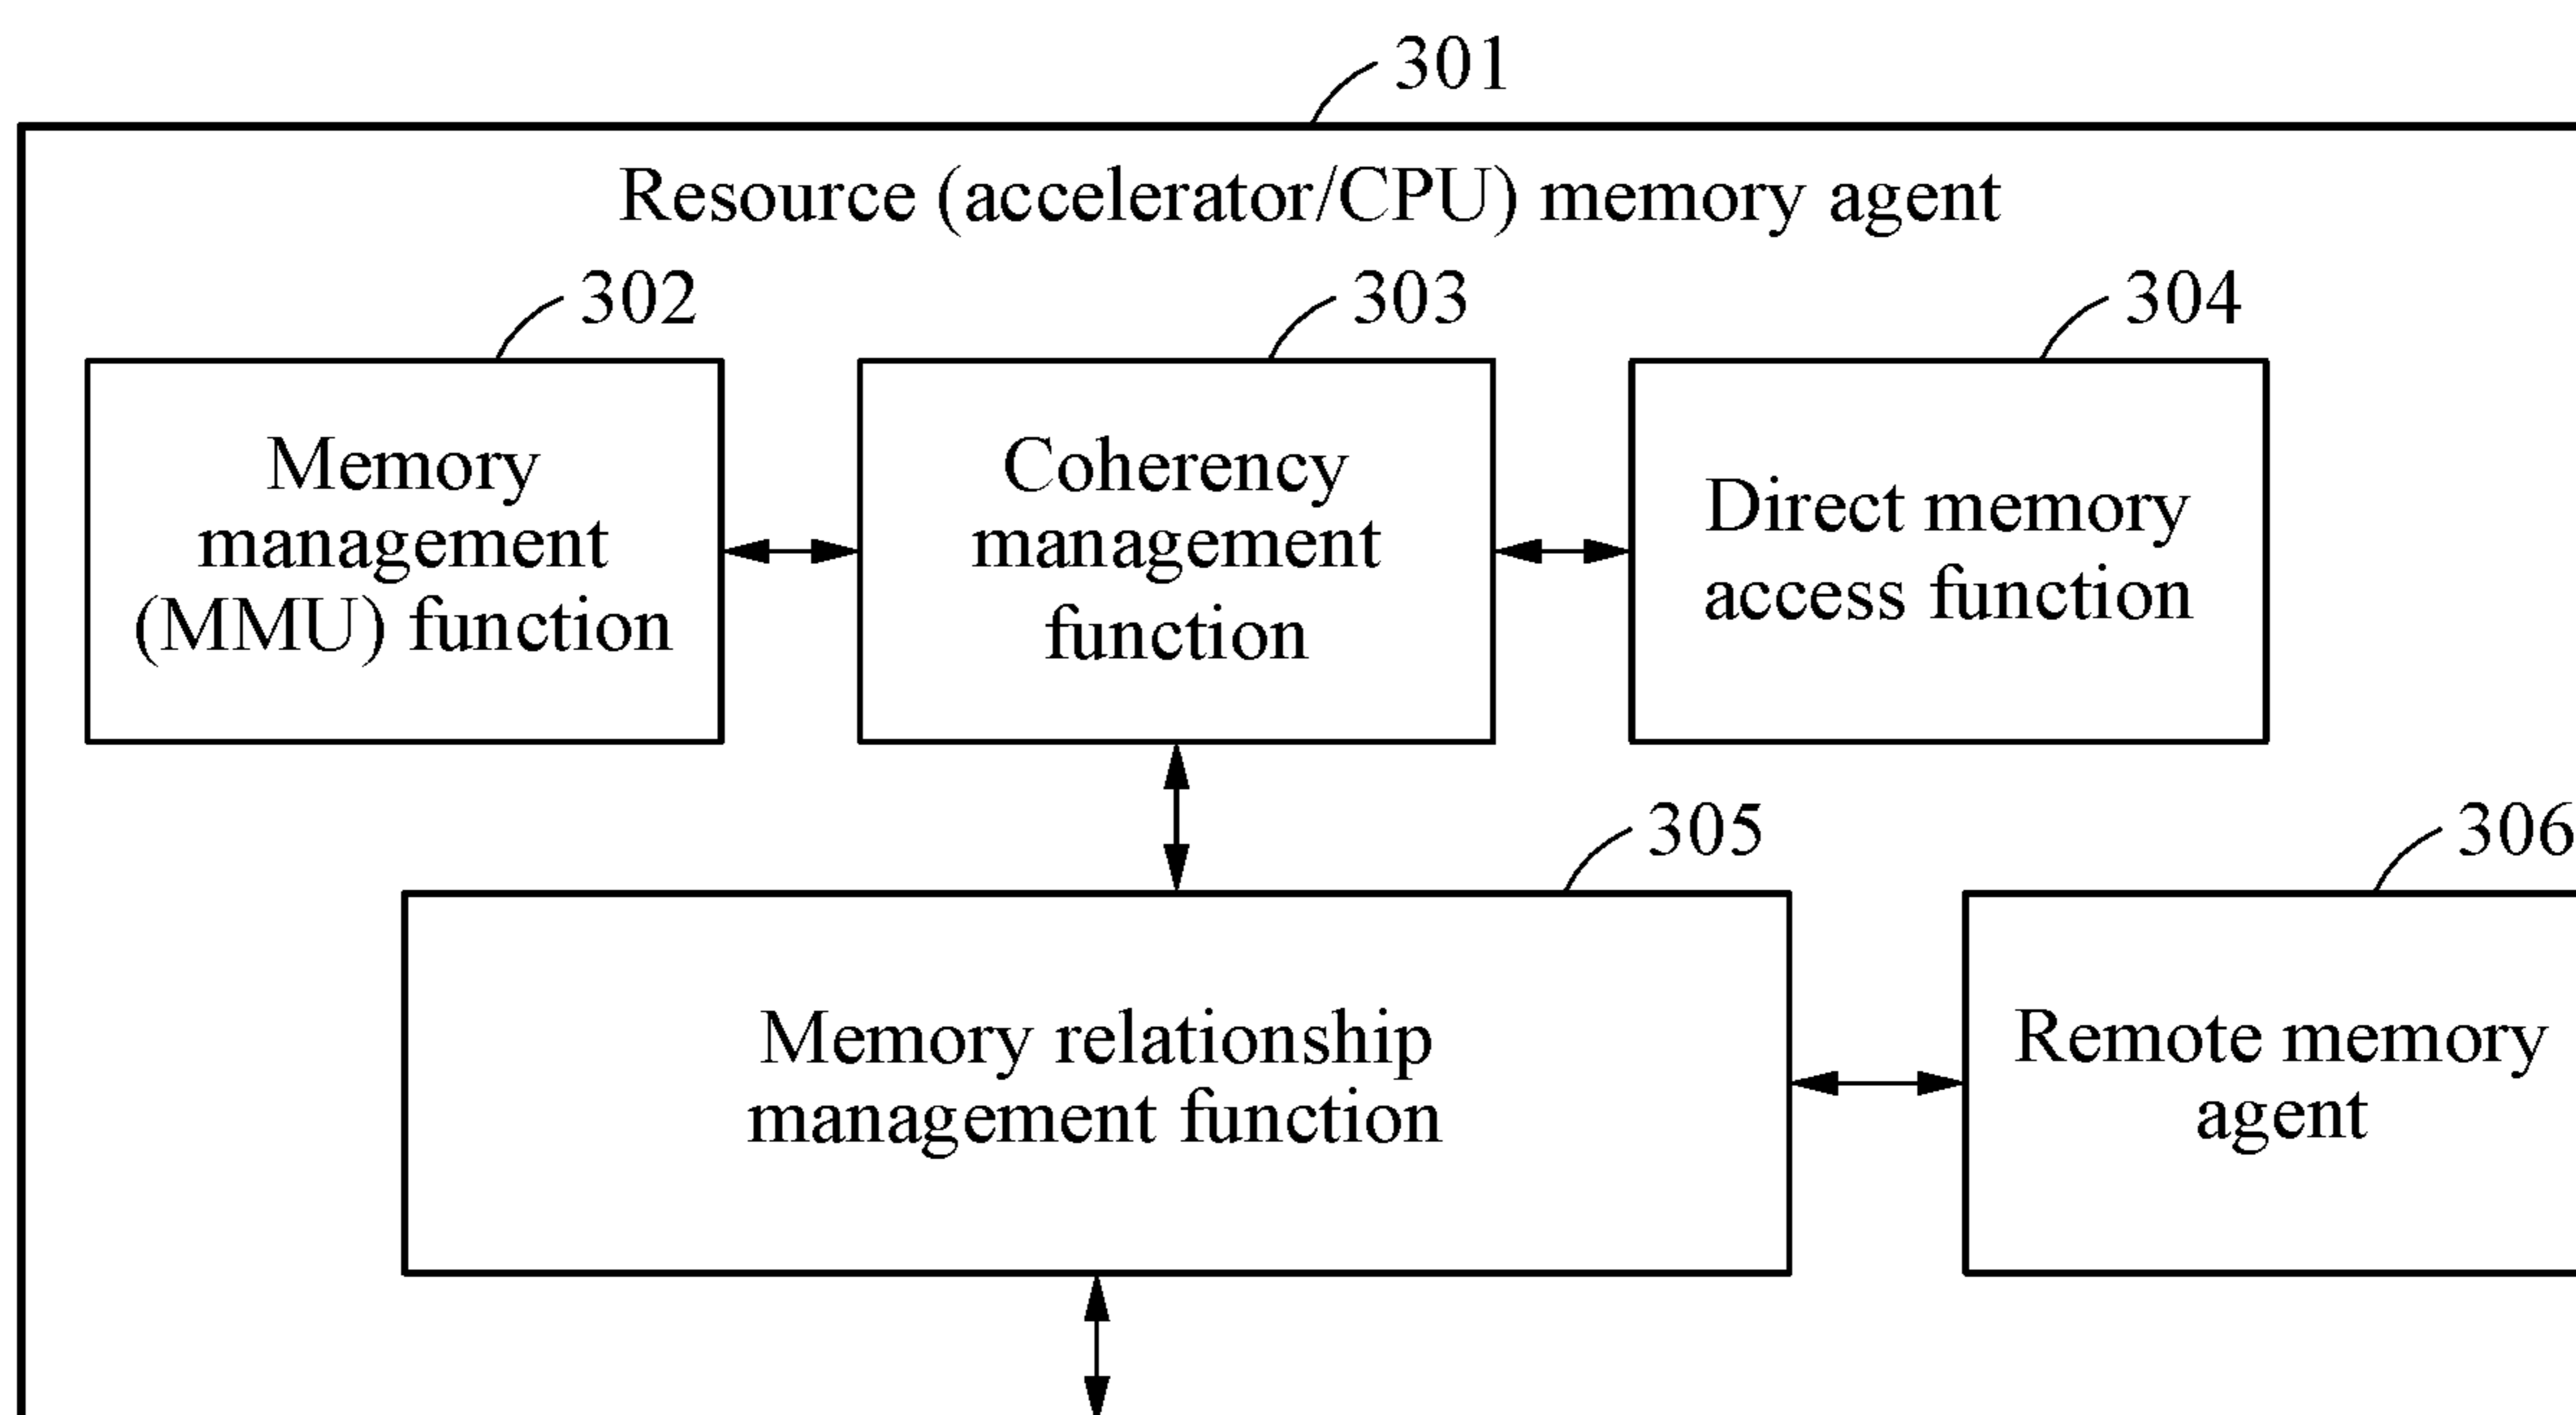 301
Resource (accelerator/CPU) memory agent
302
303
304
Memory
management
(MMU) function
Coherency
management
function
Direct memory
access function
305
306
Memory relationship
management function
Remote memory
agent